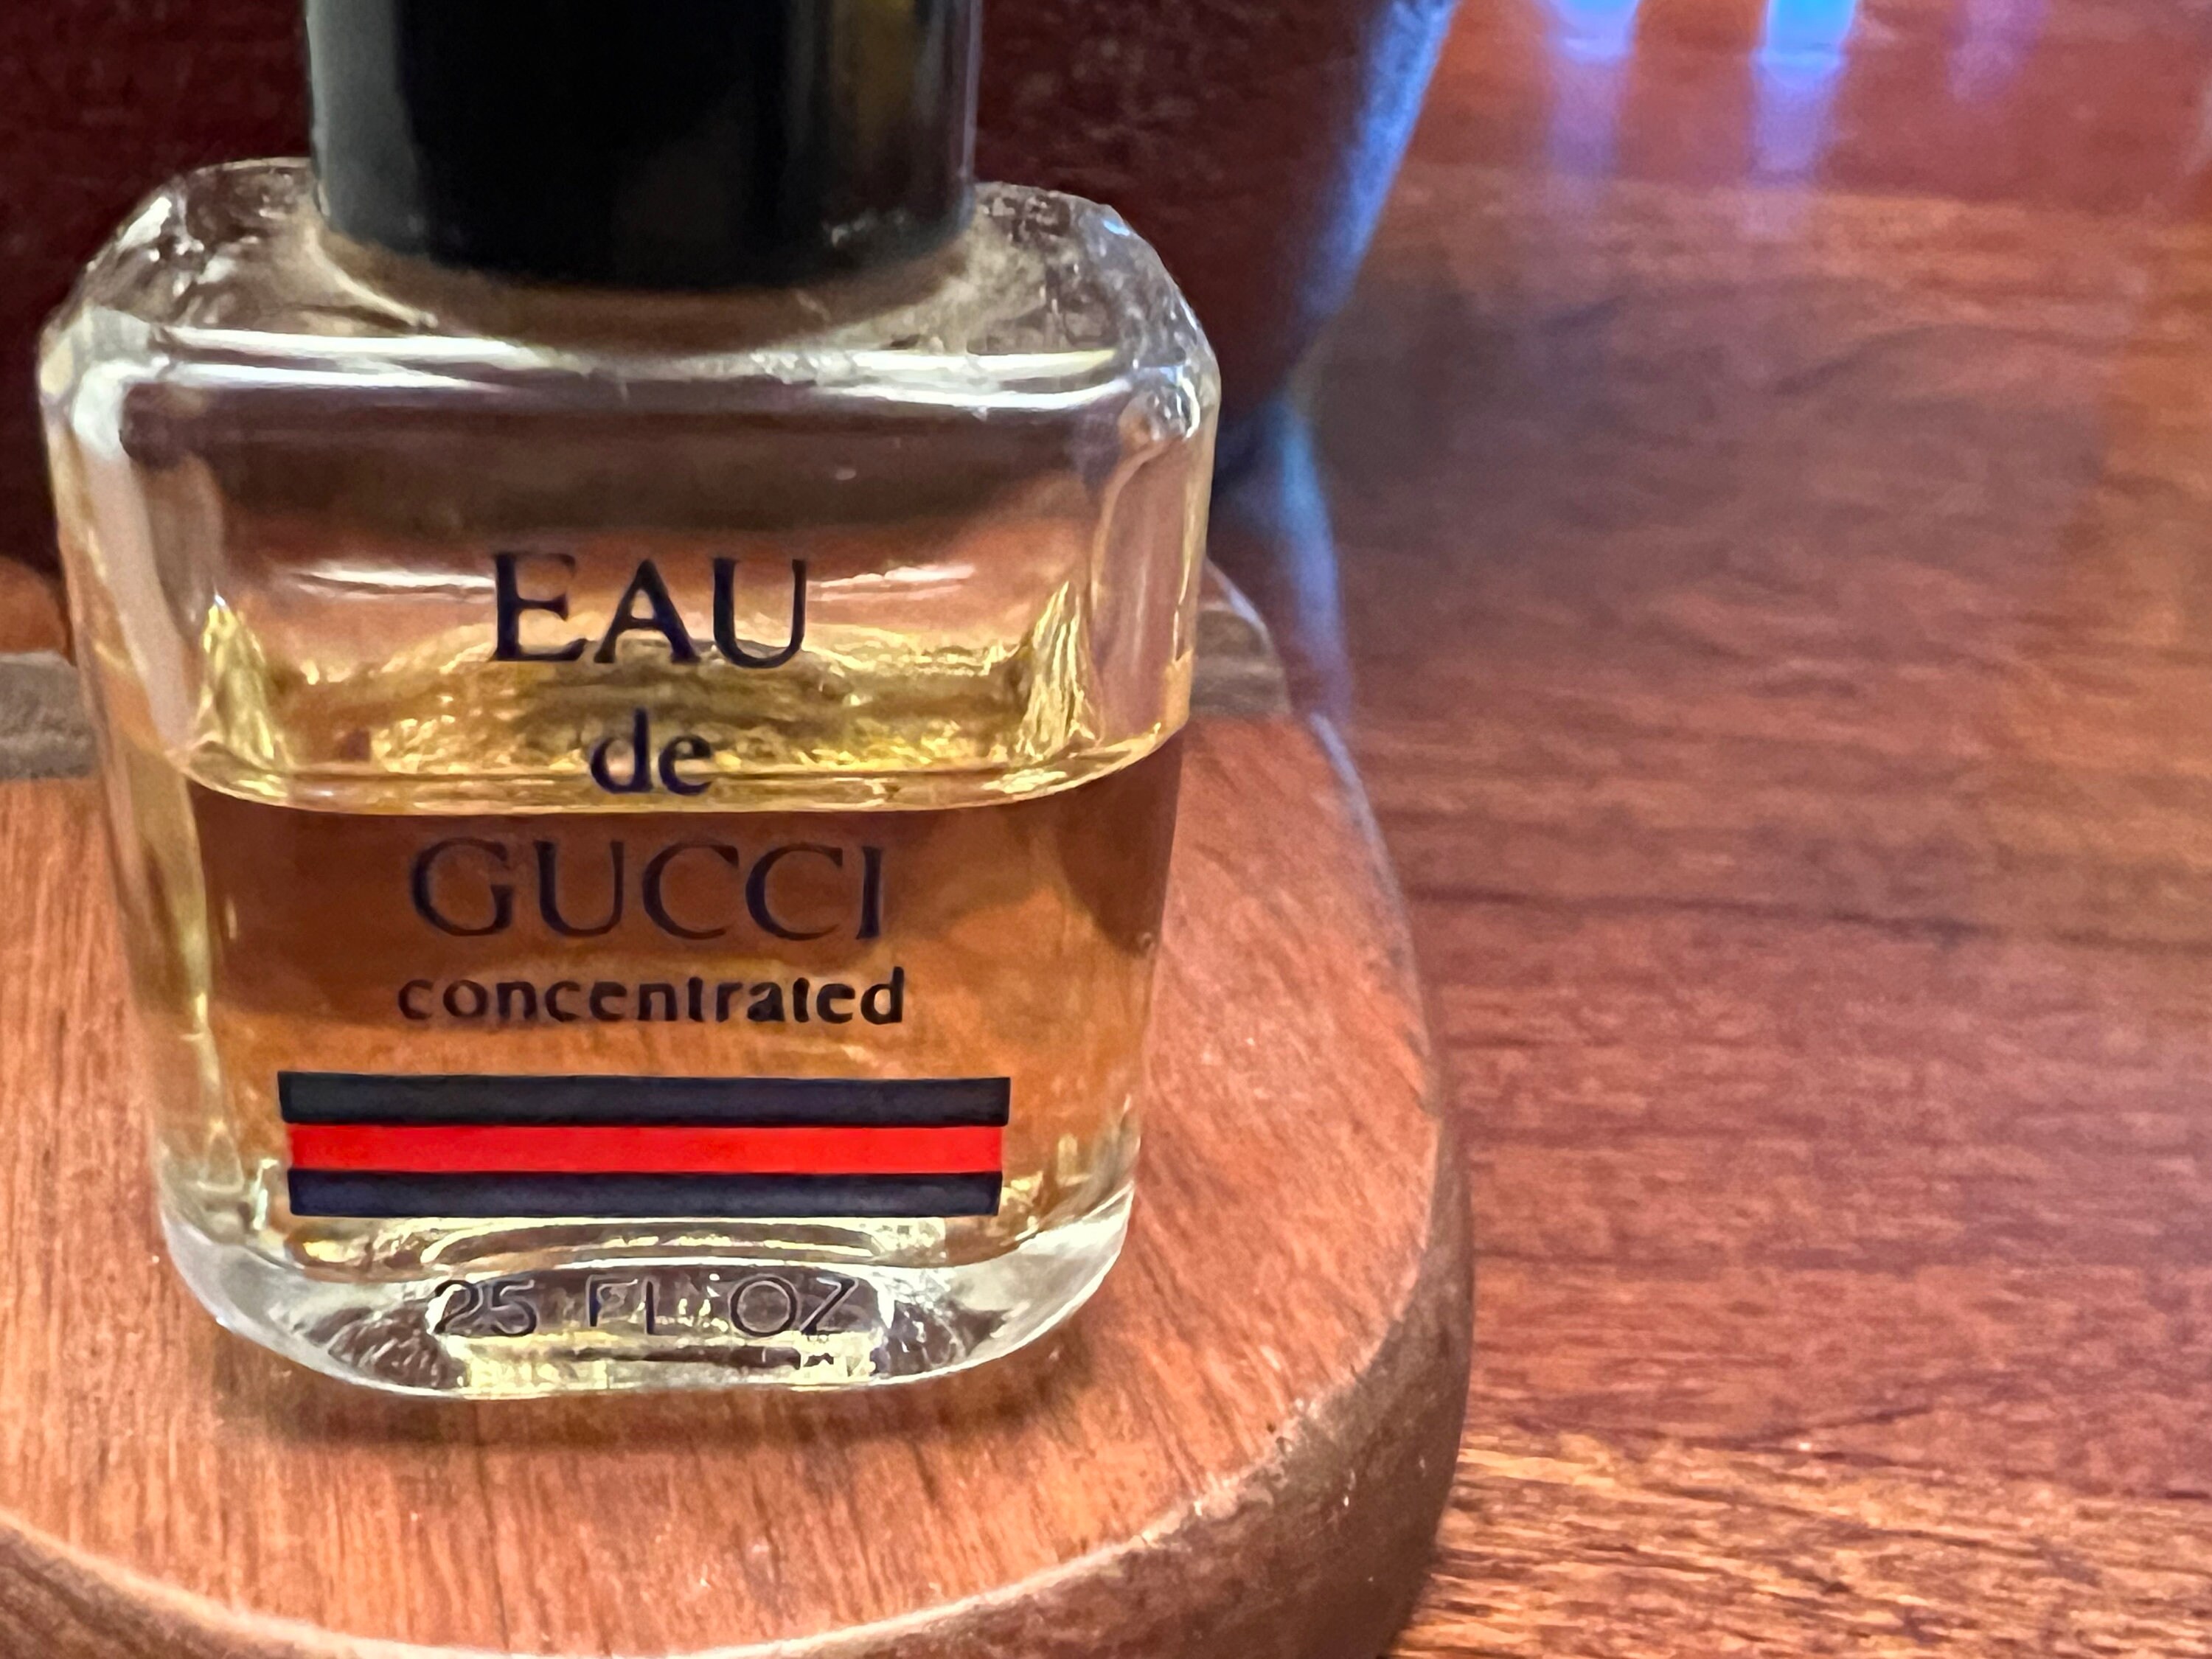 EAU
de
GUCCI
concentrated
25 FL OZ